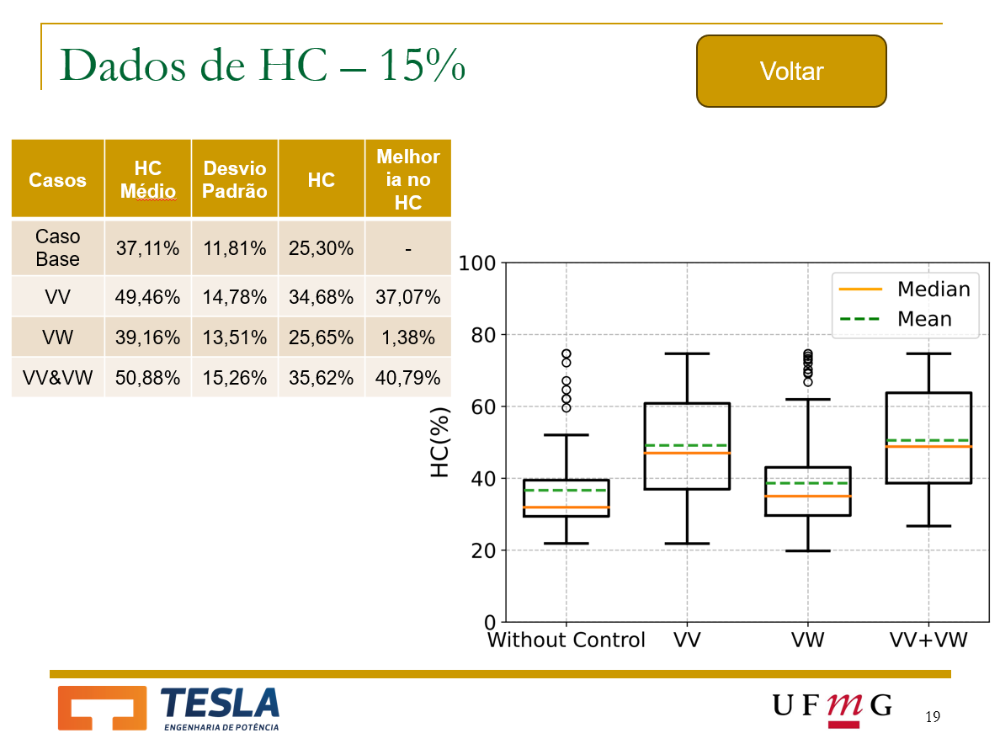 Dados de HC – 15%
Voltar
Casos
HC
Médio
Desvio
Padrão
HC
Melhor
ia no
HC
Caso
Base
37,11%
11,81%
25,30%
-
VV
49,46%
14,78%
34,68%
37,07%
VW
39,16%
13,51%
25,65%
1,38%
VV&VW
50,88%
15,26%
35,62%
40,79%
HC(%)
100
80
60
40
20
0
Median
Mean
Without Control
VV
VW
VV+VW
TESLA
ENGENHARIA DE POTÊNCIA
UFmG
19